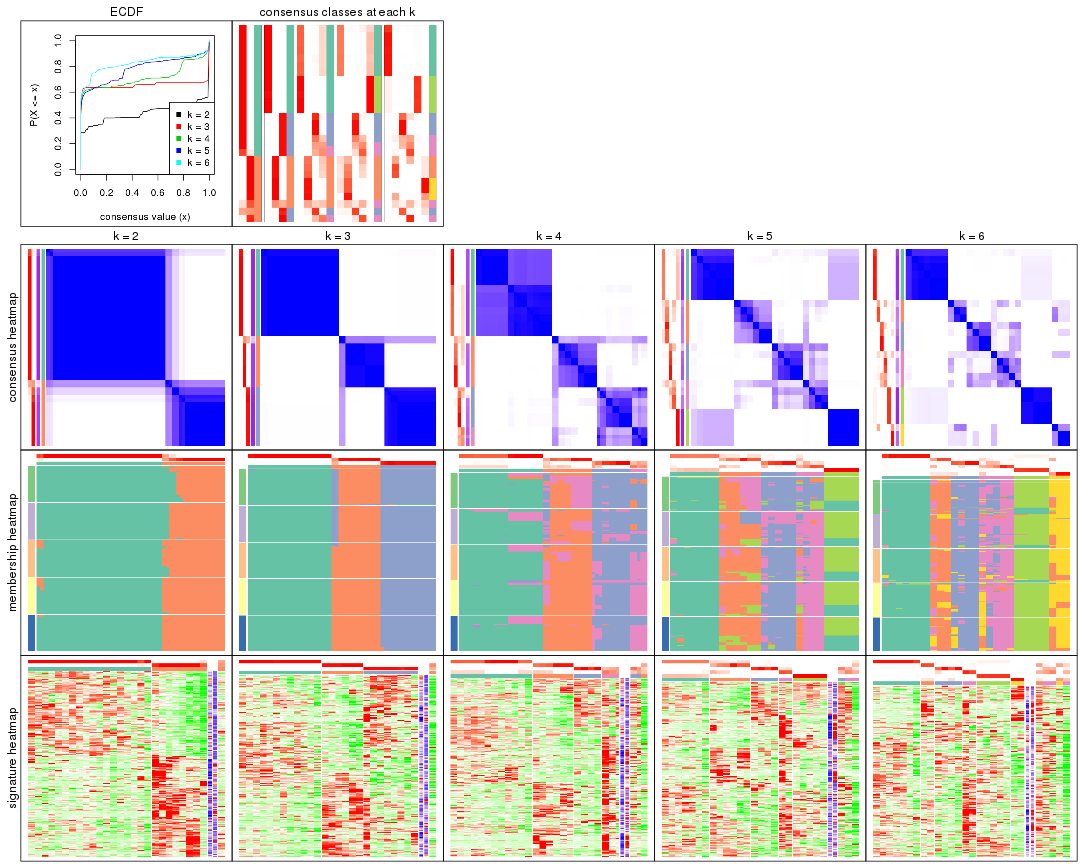 ECDF
consensus classes at each k
P(X <= x)
0.0 0.2 0.4 0.6 0.8 1.0
k = 2
k = 3
k = 4
k = 5
k = 6
0.0 0.2 0.4 0.6 0.8 1.0
consensus value (x)
k = 2
k = 3
k = 4
k = 5
k = 6
consensus heatmap
membership heatmap
signature heatmap